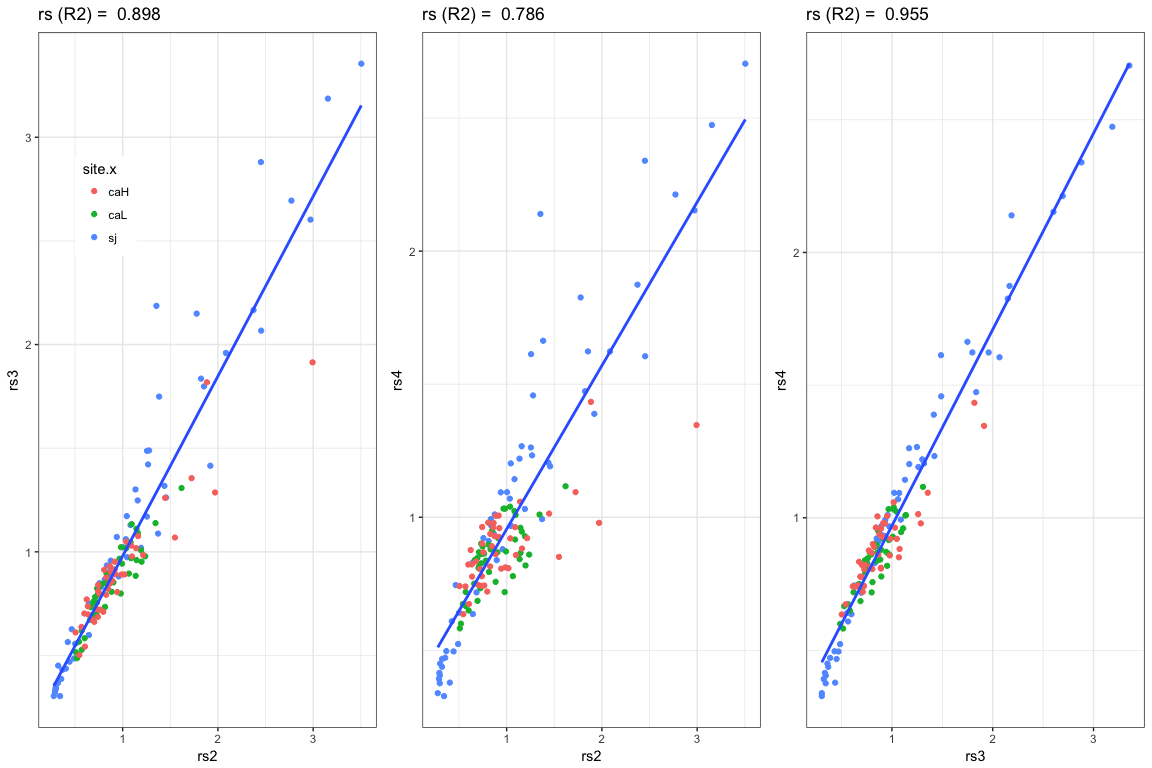 rs (R2) =  0.898
rs3
3
2
1
site.x
caH
caL
sj
1 2 3
rs2
rs (R2) =  0.786
rs4
2
1
1 2 3
rs2
rs (R2) =  0.955
rs4
2
1
1 2 3
rs3